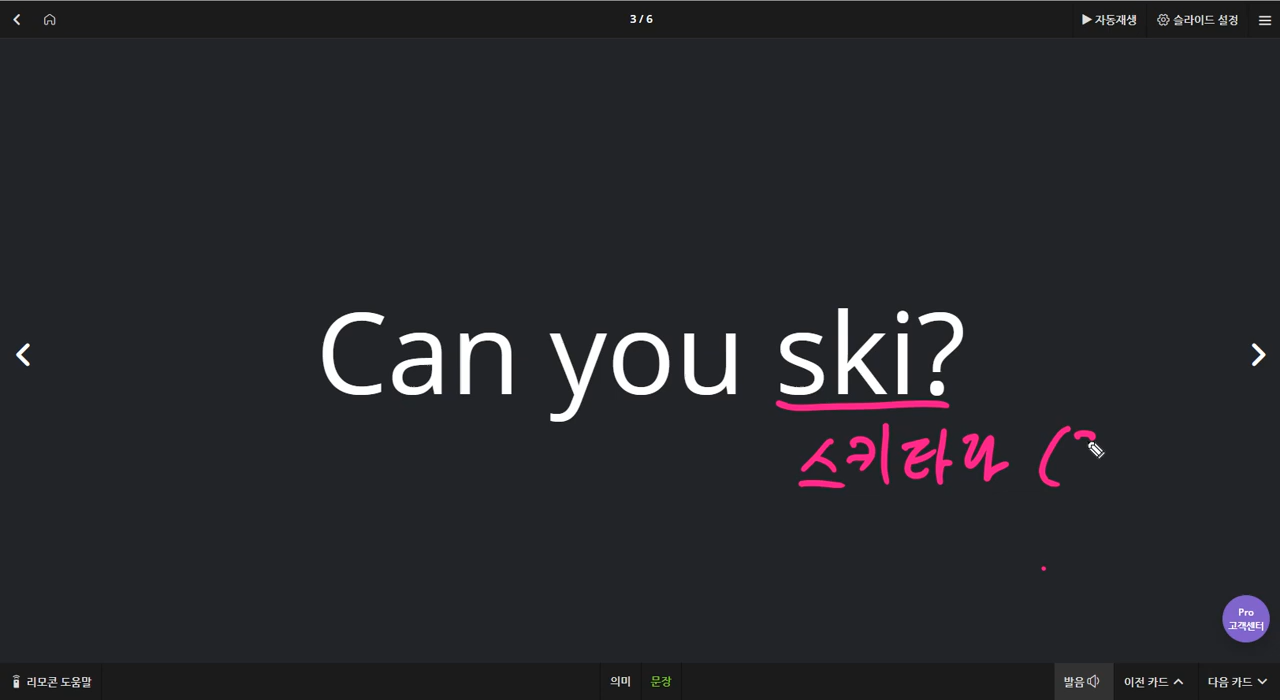 3 / 6
자동재생
슬라이드 설정
Can you ski?
스키타다 (
Pro
고객센터
리모콘 도움말
의미
문장
발음
이전 카드
다음 카드